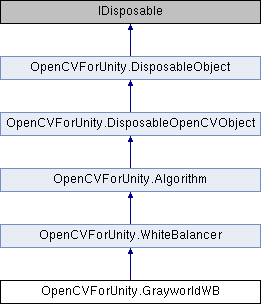 IDisposable
OpenCVForUnity.DisposableObject
OpenCVForUnity.DisposableOpenCVObject
OpenCVForUnity.Algorithm
OpenCVForUnity.WhiteBalancer
OpenCVForUnity.GrayworldWB